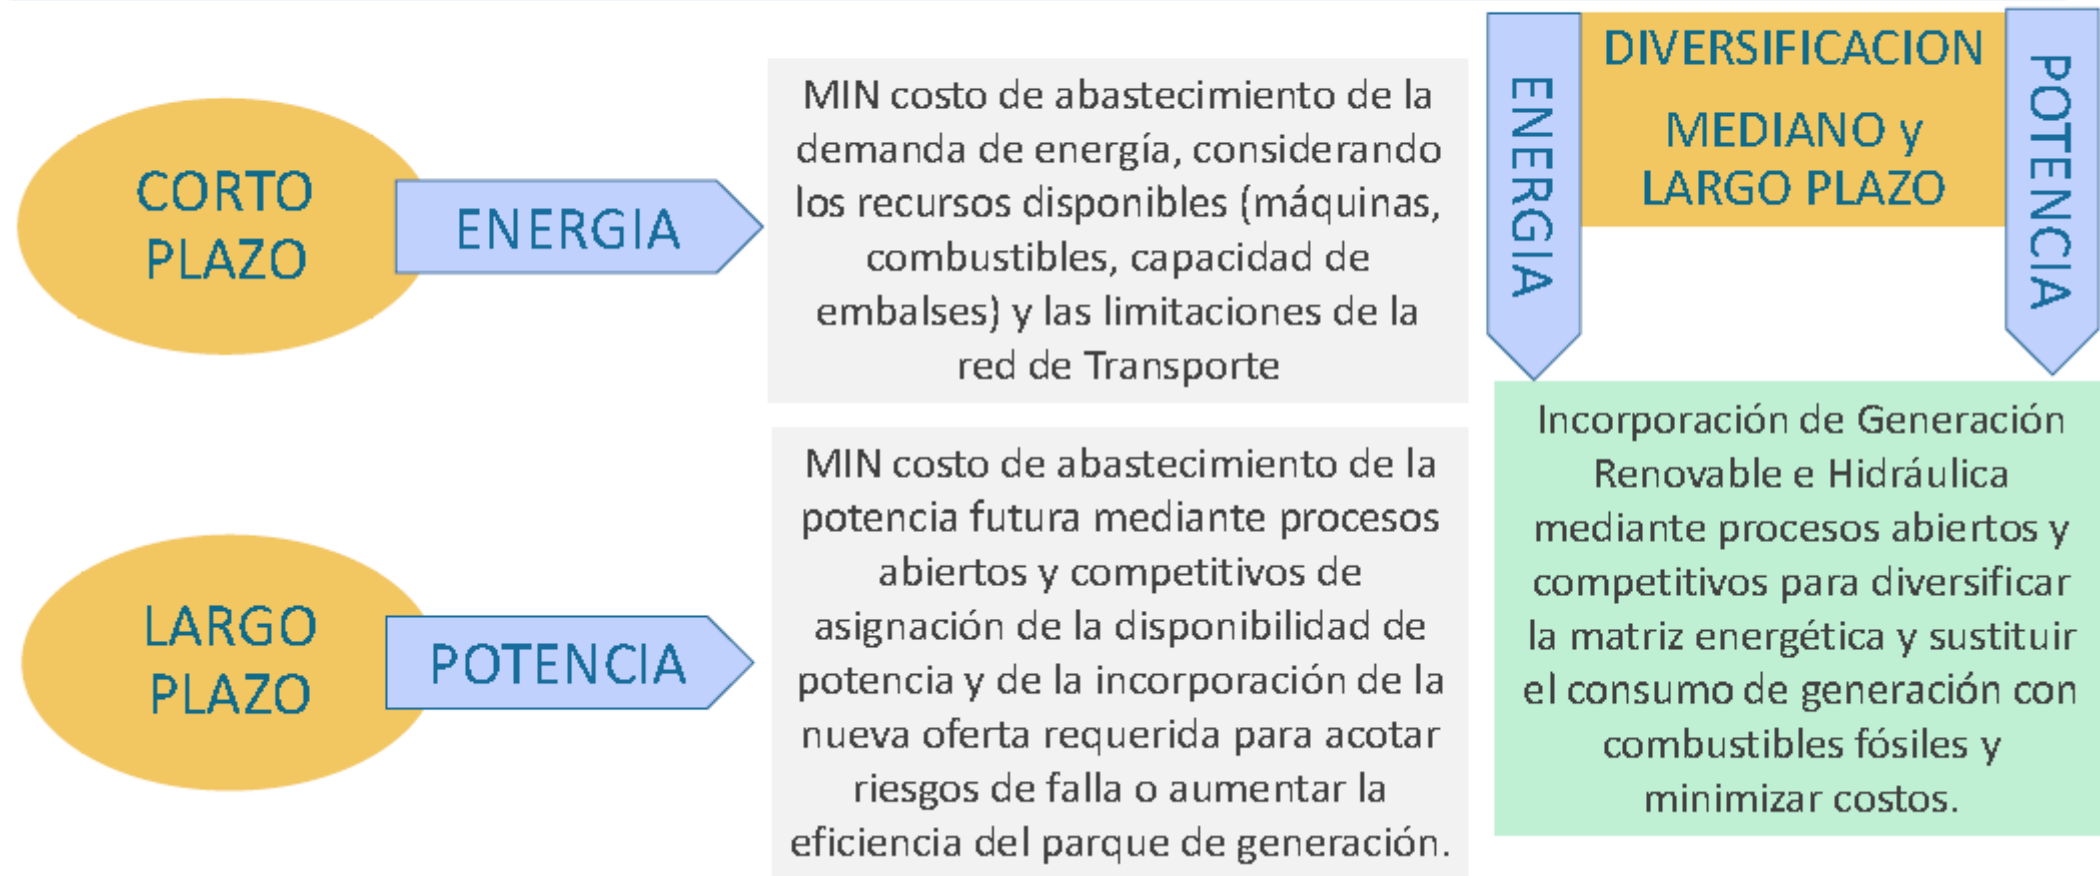 CORTO
PLAZO
ENERGIA
MIN costo de abastecimiento de la
demanda de energía, considerando
los recursos disponibles (máquinas,
combustibles, capacidad de
embalses) y las limitaciones de la
red de Transporte
LARGO
PLAZO
POTENCIA
MIN costo de abastecimiento de la
potencia futura mediante procesos
abiertos y competitivos de
asignación de la disponibilidad de
potencia y de la incorporación de la
nueva oferta requerida para acotar
riesgos de falla o aumentar la
eficiencia del parque de generación.
ENERGIA
DIVERSIFICACION
MEDIANO y
LARGO PLAZO
POTENCIA
Incorporación de Generación
Renovable e Hidráulica
mediante procesos abiertos y
competitivos para diversificar
la matriz energética y sustituir
el consumo de generación con
combustibles fósiles y
minimizar costos.